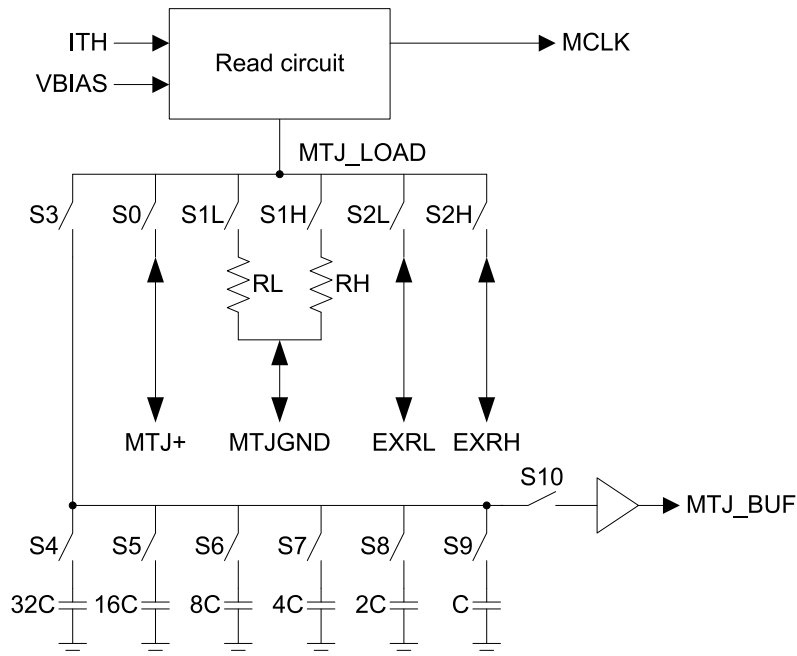 ITH
MCLK
Read circuit
VBIAS
MTJ_LOAD
S3 S0 S1L S1H S2L S2H
RL RH
MTJ+ MTJGND EXRL EXRH
S10
MTJ_BUF
S4 S5 S6 S7 S8 S9
32C 16C 8C 4C 2C C